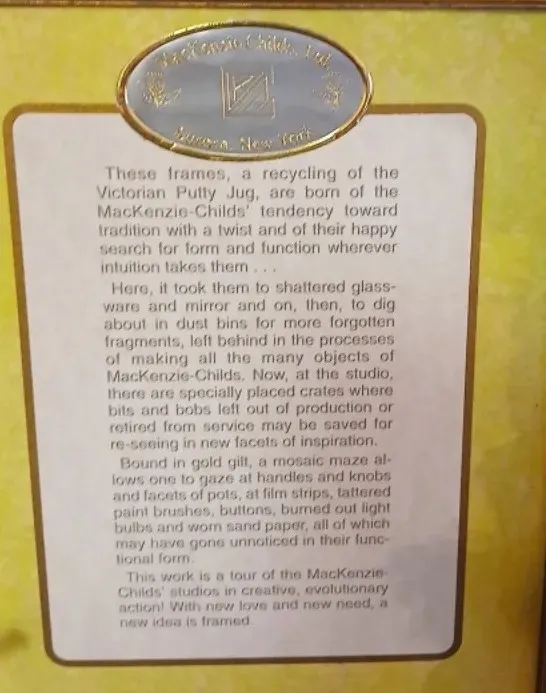 MacKenzie-Childs, Ltd.
Aurora, New York
These frames, a recycling of the
Victorian Putty Jug, are born of the
MacKenzie-Childs' tendency toward
tradition with a twist and of their happy
search for form and function wherever
intuition takes them . . .
Here, it took them to shattered glass-
ware and mirror and on, then, to dig
about in dust bins for more forgotten
fragments, left behind in the processes
of making all the many objects of
MacKenzie-Childs. Now, at the studio,
there are specially placed crates where
bits and bobs left out of production or
retired from service may be saved for
re-seeing in new facets of inspiration.
Bound in gold gilt, a mosaic maze al-
lows one to gaze at handles and knobs
and facets of pots, at film strips, tattered
paint brushes, buttons, burned out light
bulbs and worn sand paper, all of which
may have gone unnoticed in their func-
tional form.
This work is a tour of the MacKenzie-
Childs' studios in creative, evolutionary
action! With new love and new need, a
new idea is framed.